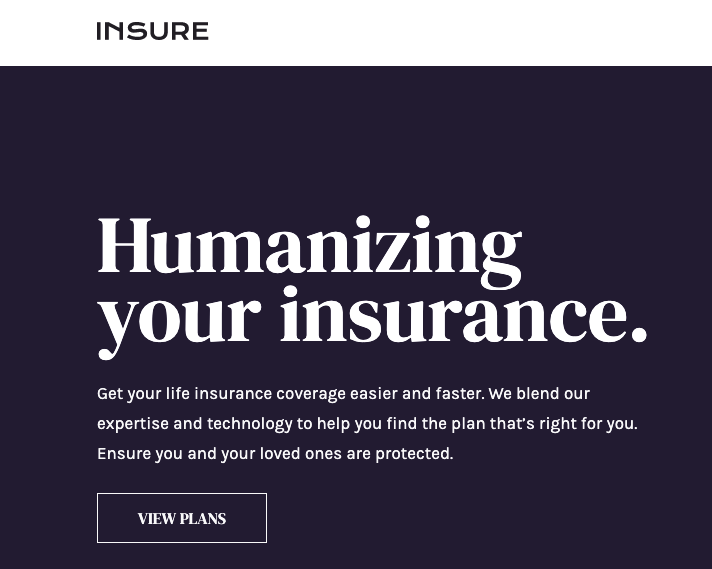 INSURE
Humanizing
your insurance.
Get your life insurance coverage easier and faster. We blend our
expertise and technology to help you find the plan that’s right for you.
Ensure you and your loved ones are protected.
VIEW PLANS